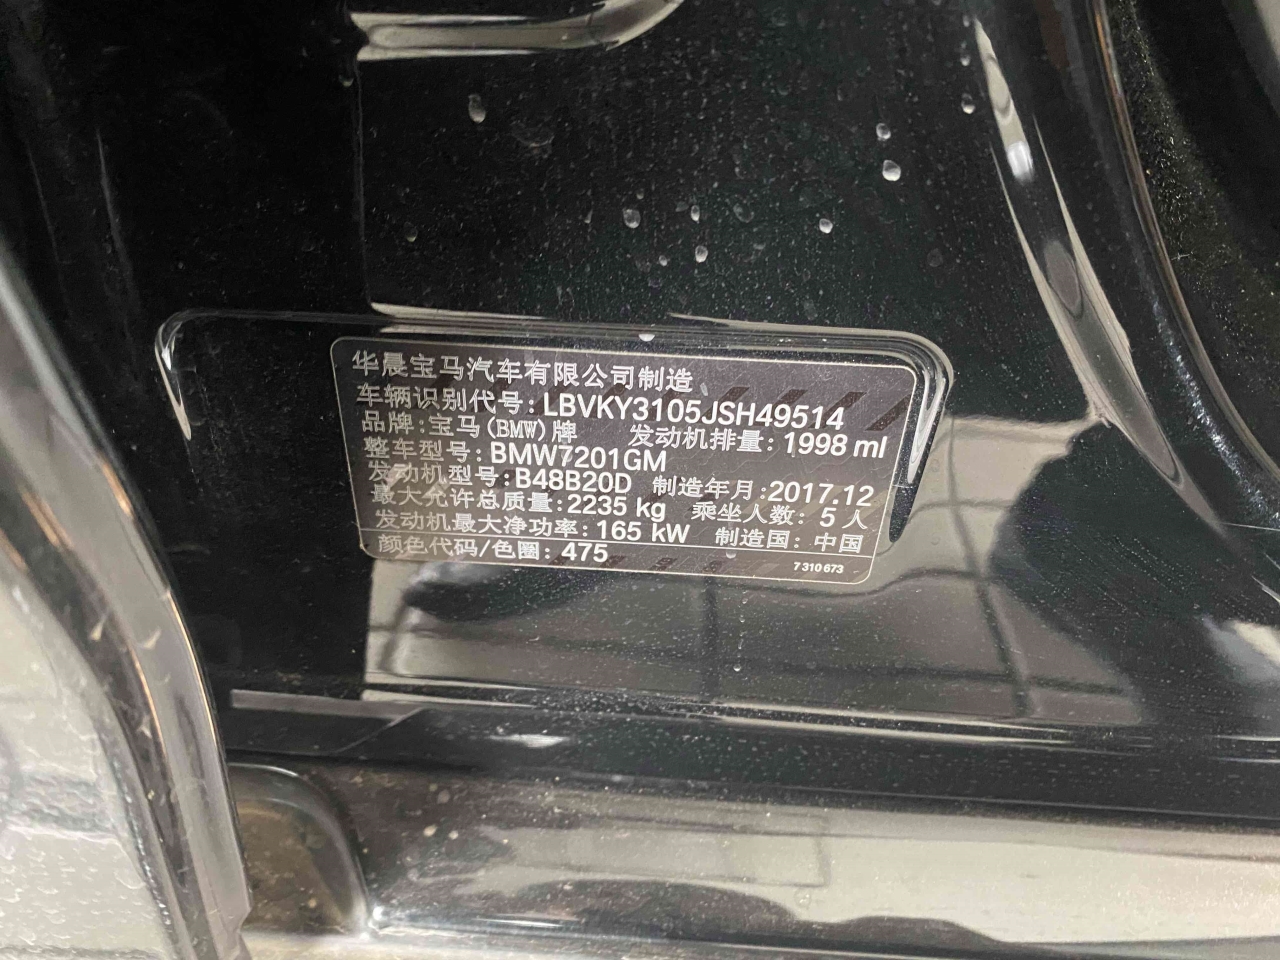 华晨宝马汽车有限公司制造
车辆识别代号: LBVKY3105JSH49514
品牌: 宝马(BMW)牌 发动机排量: 1998 ml
整车型号: BMW7201GM
发动机型号: B48B20D 制造年月: 2017.12
最大允许总质量: 2235 kg 乘坐人数: 5 人
发动机最大净功率: 165 kW 制造国: 中国
颜色代码/色圈: 475
7 310 673